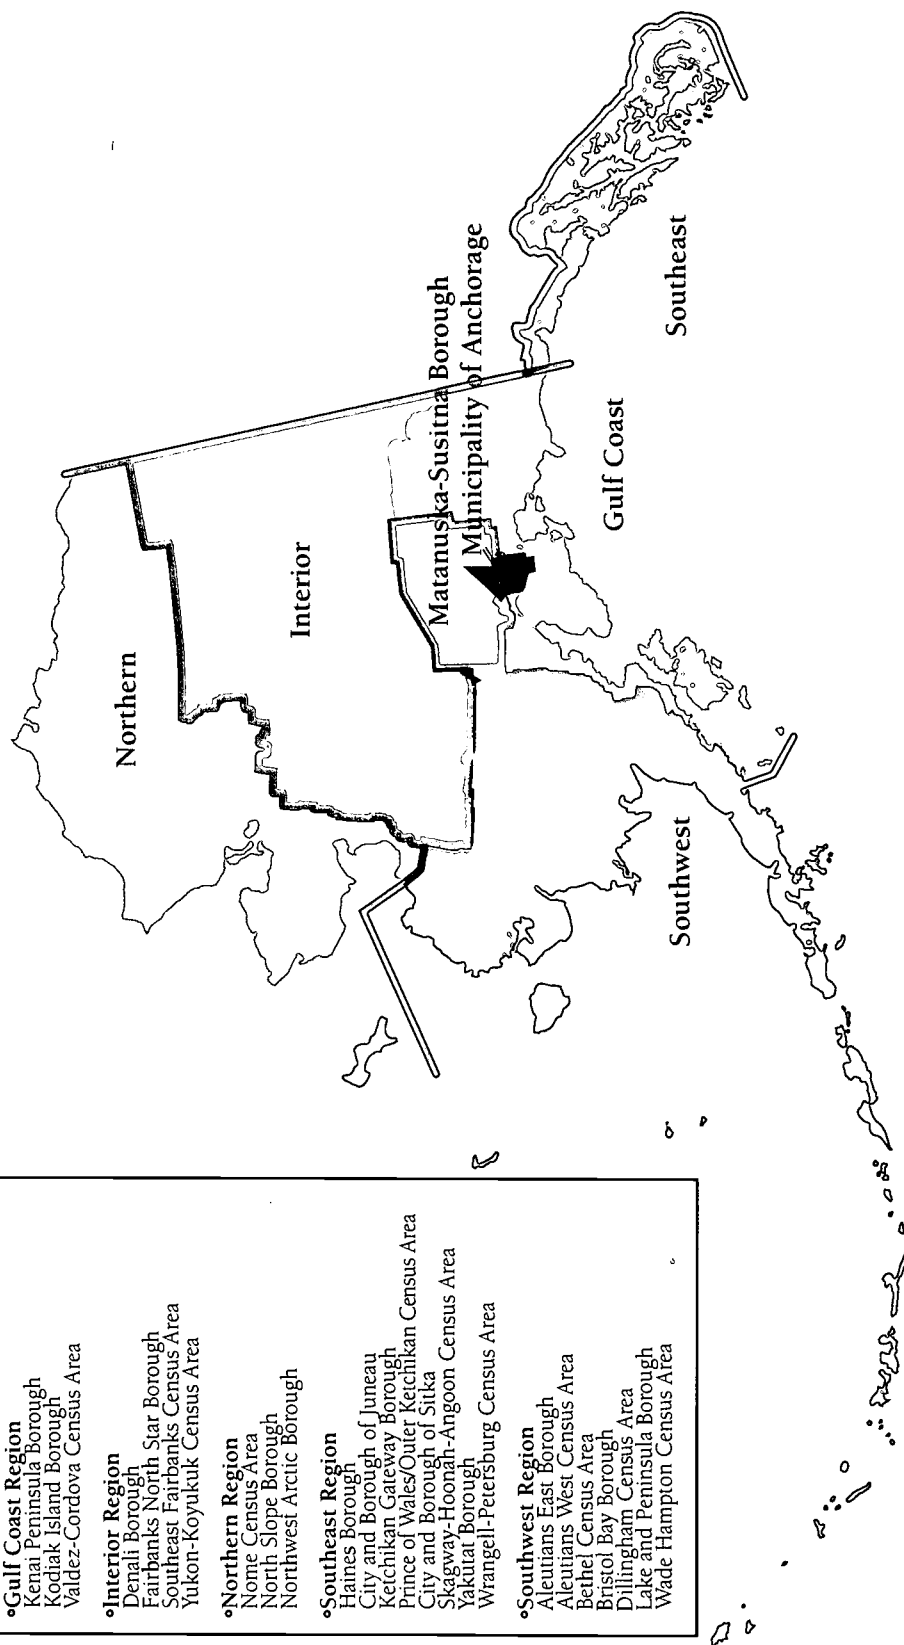 °Gulf Coast Region
Kenai Peninsula Borough
Kodiak Island Borough
Valdez-Cordova Census Area
°Interior Region
Denali Borough
Fairbanks North Star Borough
Southeast Fairbanks Census Area
Yukon-Koyukuk Census Area
°Northern Region
Nome Census Area
North Slope Borough
Northwest Arctic Borough
°Southeast Region
Haines Borough
City and Borough of Juneau
Ketchikan Gateway Borough
Prince of Wales/Outer Ketchikan Census Area
City and Borough of Sitka
Skagway-Hoonah-Angoon Census Area
Yakutat Borough
Wrangell-Petersburg Census Area
°Southwest Region
Aleutians East Borough
Aleutians West Census Area
Bethel Census Area
Bristol Bay Borough
Dillingham Census Area
Lake and Peninsula Borough
Wade Hampton Census Area
Northern
Interior
Matanuska-Susitna Borough
Municipality of Anchorage
Gulf Coast
Southeast
Southwest